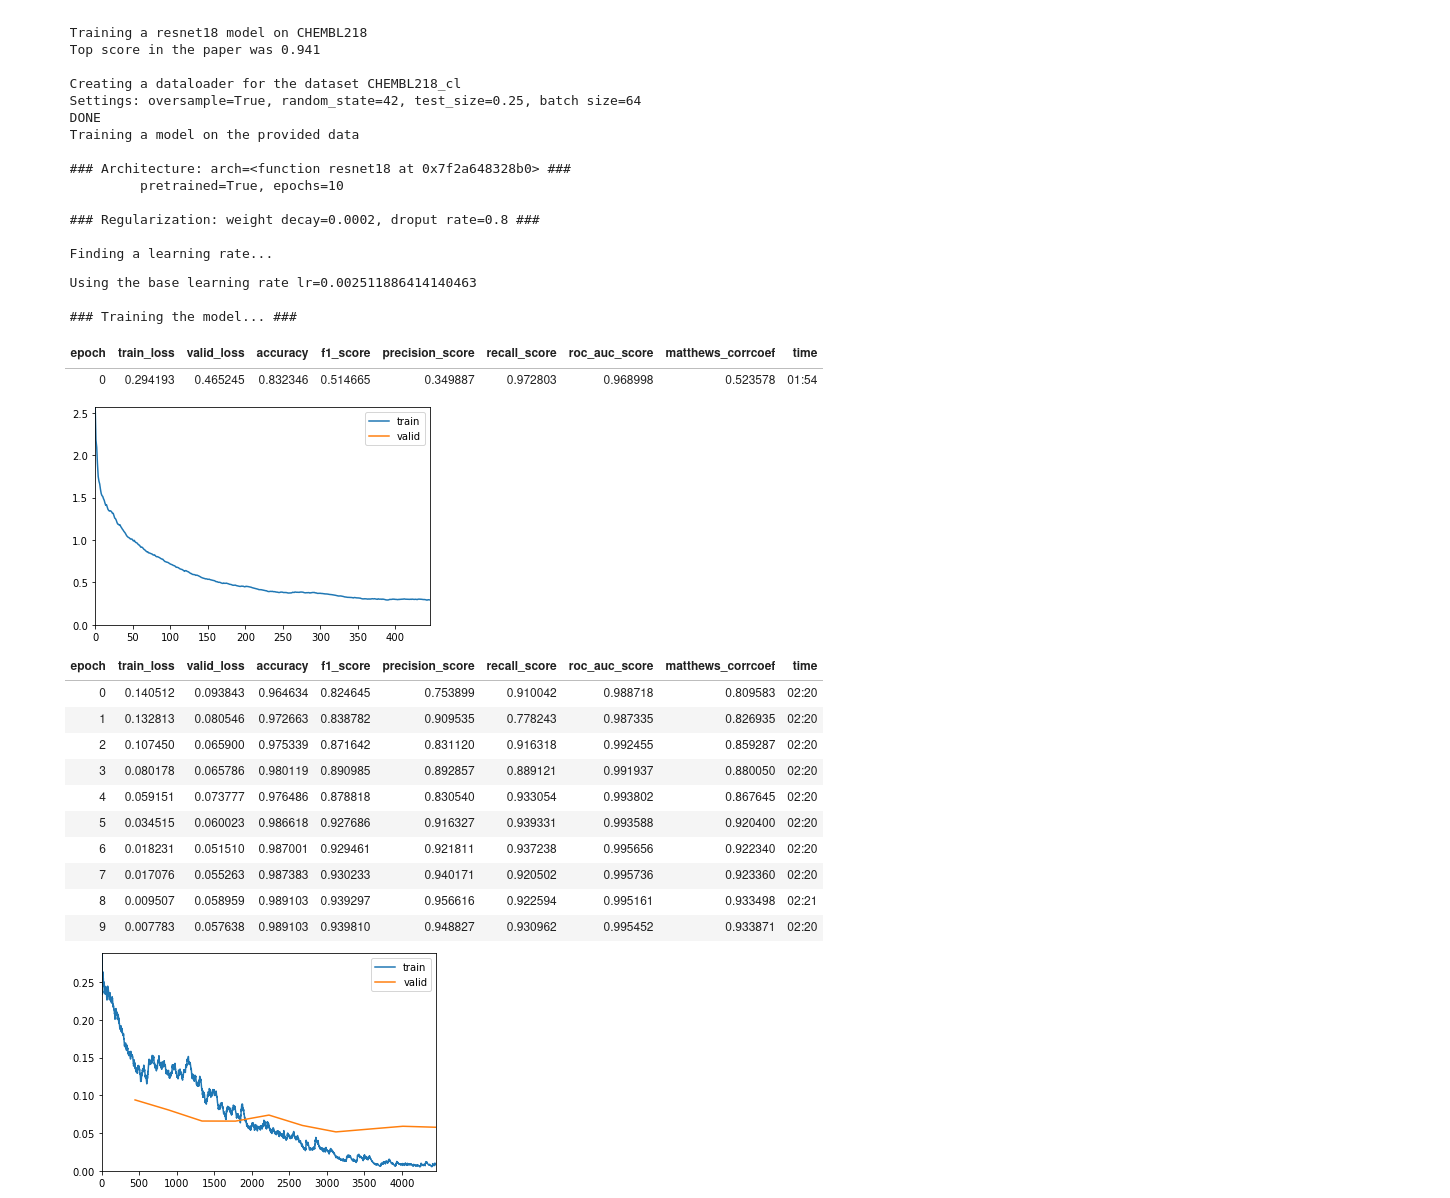 Training a resnet18 model on CHEMBL218
Top score in the paper was 0.941
Creating a dataloader for the dataset CHEMBL218_cl
Settings: oversample=True, random_state=42, test_size=0.25, batch size=64
DONE
Training a model on the provided data
### Architecture: arch=<function resnet18 at 0x7f2a648328b0> ###
pretrained=True, epochs=10
### Regularization: weight decay=0.0002, droput rate=0.8 ###
Finding a learning rate...
Using the base learning rate lr=0.002511886414140463
### Training the model... ###
epoch train_loss valid_loss accuracy f1_score precision_score recall_score roc_auc_score matthews_corrcoef time
0 0.294193 0.465245 0.832346 0.514665 0.349887 0.972803 0.968998 0.523578 01:54
2.5
2.0
1.5
1.0
0.5
0.0
train
valid
0 50 100 150 200 250 300 350 400
epoch train_loss valid_loss accuracy f1_score precision_score recall_score roc_auc_score matthews_corrcoef time
0 0.140512 0.093843 0.964634 0.824645 0.753899 0.910042 0.988718 0.809583 02:20
1 0.132813 0.080546 0.972663 0.838782 0.909535 0.778243 0.987335 0.826935 02:20
2 0.107450 0.065900 0.975339 0.871642 0.831120 0.916318 0.992455 0.859287 02:20
3 0.080178 0.065786 0.980119 0.890985 0.892857 0.889121 0.991937 0.880050 02:20
4 0.059151 0.073777 0.976486 0.878818 0.830540 0.933054 0.993802 0.867645 02:20
5 0.034515 0.060023 0.986618 0.927686 0.916327 0.939331 0.993588 0.920400 02:20
6 0.018231 0.051510 0.987001 0.929461 0.921811 0.937238 0.995656 0.922340 02:20
7 0.017076 0.055263 0.987383 0.930233 0.940171 0.920502 0.995736 0.923360 02:20
8 0.009507 0.058959 0.989103 0.939297 0.956616 0.922594 0.995161 0.933498 02:21
9 0.007783 0.057638 0.989103 0.939810 0.948827 0.930962 0.995452 0.933871 02:20
0.25
0.20
0.15
0.10
0.05
0.00
train
valid
0 500 1000 1500 2000 2500 3000 3500 4000